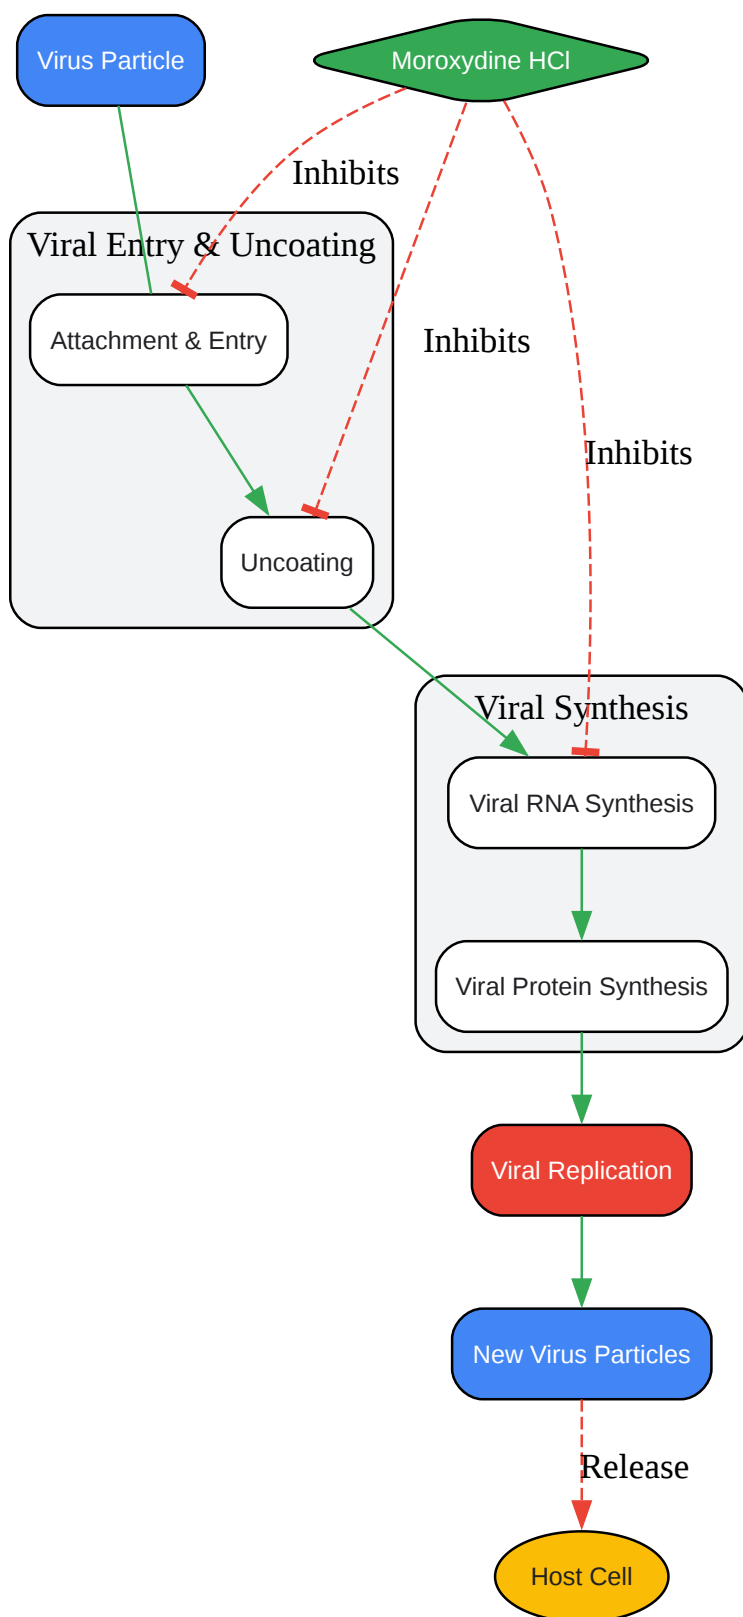 Virus Particle
Moroxydine HCl
Inhibits
Viral Entry & Uncoating
Attachment & Entry
Inhibits
Inhibits
Uncoating
Viral Synthesis
Viral RNA Synthesis
Viral Protein Synthesis
Viral Replication
New Virus Particles
Release
Host Cell